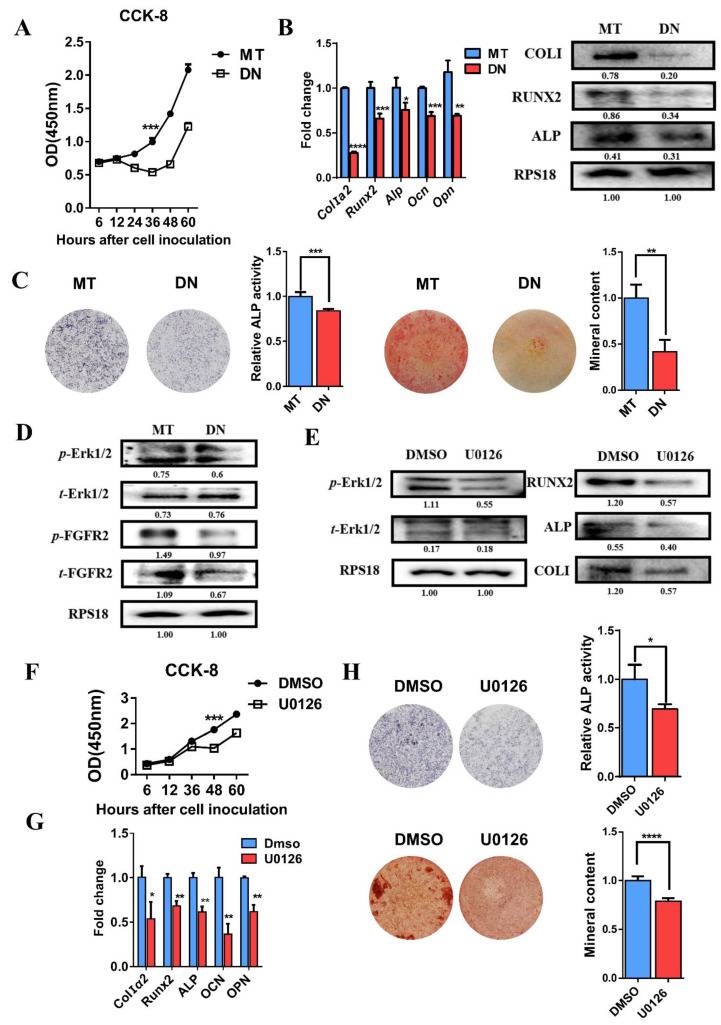 A
CCK-8
OD(450nm)
2.5
2.0
1.5
1.0
0.5
0.0
***
MT
DN
6 12 24 36 48 60
Hours after cell inoculation
B
Fold change
1.5
1.0
0.5
0.0
MT
DN
****
***
*
***
**
ColIa2
Runx2
Alp
Ocn
Opn
MT DN
COLI
0.78 0.20
RUNX2
0.86 0.34
ALP
0.41 0.31
RPS18
1.00 1.00
C
MT DN
Relative ALP activity
1.5
1.0
0.5
0.0
***
MT
DN
MT DN
Mineral content
1.5
1.0
0.5
0.0
**
MT
DN
D
MT DN
p-Erk1/2
0.75 0.6
t-Erk1/2
0.73 0.76
p-FGFR2
1.49 0.97
t-FGFR2
1.09 0.67
RPS18
1.00 1.00
E
DMSO U0126
p-Erk1/2
1.11 0.55
t-Erk1/2
0.17 0.18
RPS18
1.00 1.00
DMSO U0126
RUNX2
1.20 0.57
ALP
0.55 0.40
COLI
1.20 0.57
F
CCK-8
OD(450nm)
3
2
1
0
***
DMSO
U0126
6 12 36 48 60
Hours after cell inoculation
G
Fold change
1.5
1.0
0.5
0.0
Dmso
U0126
*
**
**
**
**
ColIα2
Runx2
ALP
OCN
OPN
H
DMSO U0126
Relative ALP activity
1.5
1.0
0.5
0.0
*
DMSO
U0126
DMSO U0126
Mineral content
1.5
1.0
0.5
0.0
****
DMSO
U0126